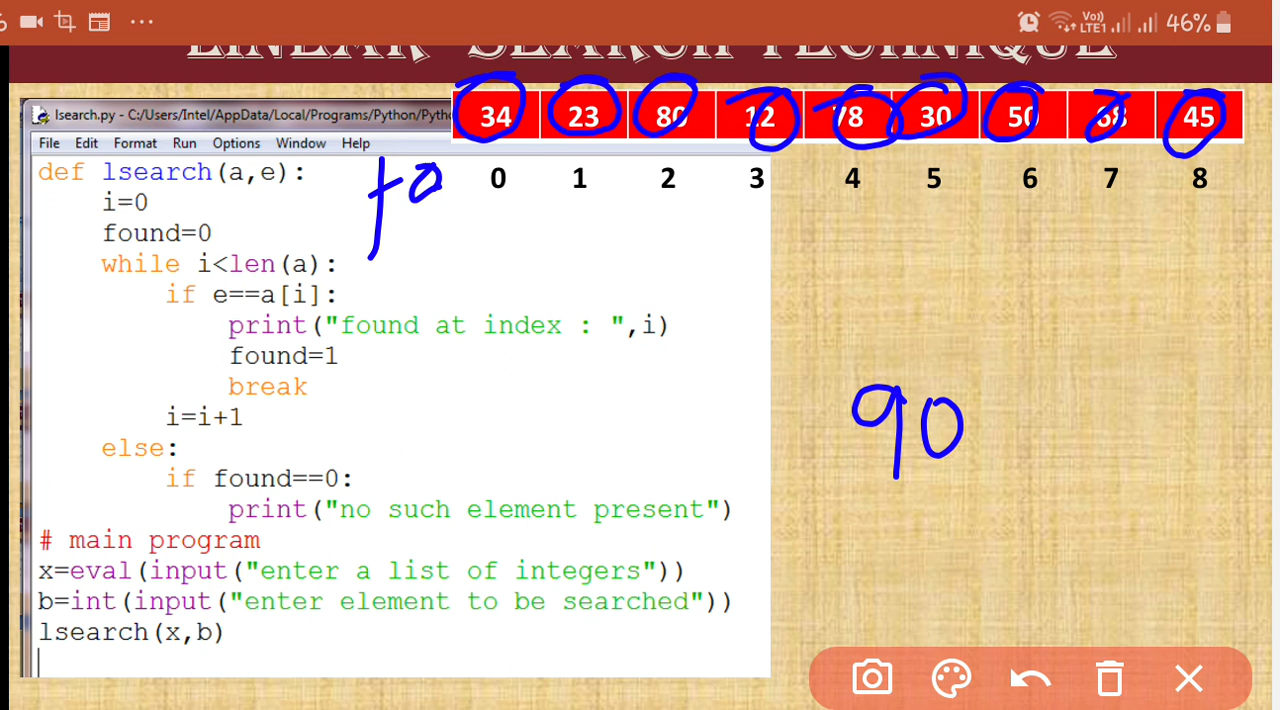 46%
LINEAR SEARCH TECHNIQUE
lsearch.py - C:/Users/Intel/AppData/Local/Programs/Python/Pytho
34 23 80 12 78 30 50 68 45
File Edit Format Run Options Window Help
0 1 2 3 4 5 6 7 8
def lsearch(a,e):
i=0
found=0
while i<len(a):
if e==a[i]:
print("found at index : ",i)
found=1
break
i=i+1
else:
if found==0:
print("no such element present")
90
# main program
x=eval(input("enter a list of integers"))
b=int(input("enter element to be searched"))
lsearch(x,b)